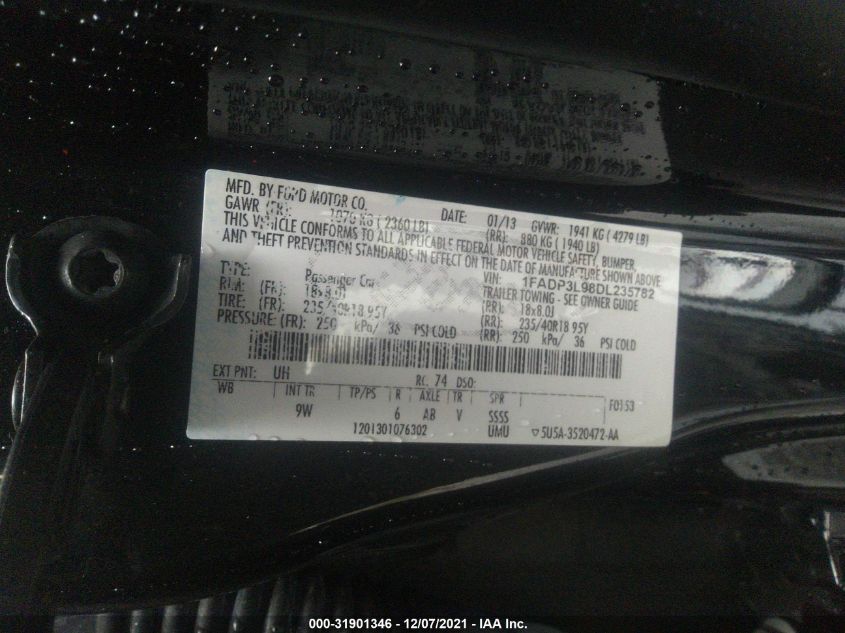 MFD. BY FORD MOTOR CO. DATE: 01/13 GVWR: 1941 KG ( 4279 LB)
GAWR (FR): 1070 KG ( 2360 LB) (RR): 880 KG ( 1940 LB)
THIS VEHICLE CONFORMS TO ALL APPLICABLE FEDERAL MOTOR VEHICLE SAFETY, BUMPER,
AND THEFT PREVENTION STANDARDS IN EFFECT ON THE DATE OF MANUFACTURE SHOWN ABOVE
VIN: 1FADP3L98DL235782
TYPE: Passenger Car TRAILER TOWING - SEE OWNER GUIDE
RIM: (FR): 18x8.0J (RR): 18x8.0J
TIRE: (FR): 235/40R18 95Y (RR): 235/40R18 95Y
PRESSURE: (FR): 250 kPa/ 36 PSI COLD (RR): 250 kPa/ 36 PSI COLD
EXT PNT: UH RC: 74 DSO: F0153
WB INT TR TP/PS R AXLE TR SPR
9W 6 AB V SSSS
1201301076302 UMU ▽5U5A-3520472-AA
000-31901346 - 12/07/2021 - IAA Inc.